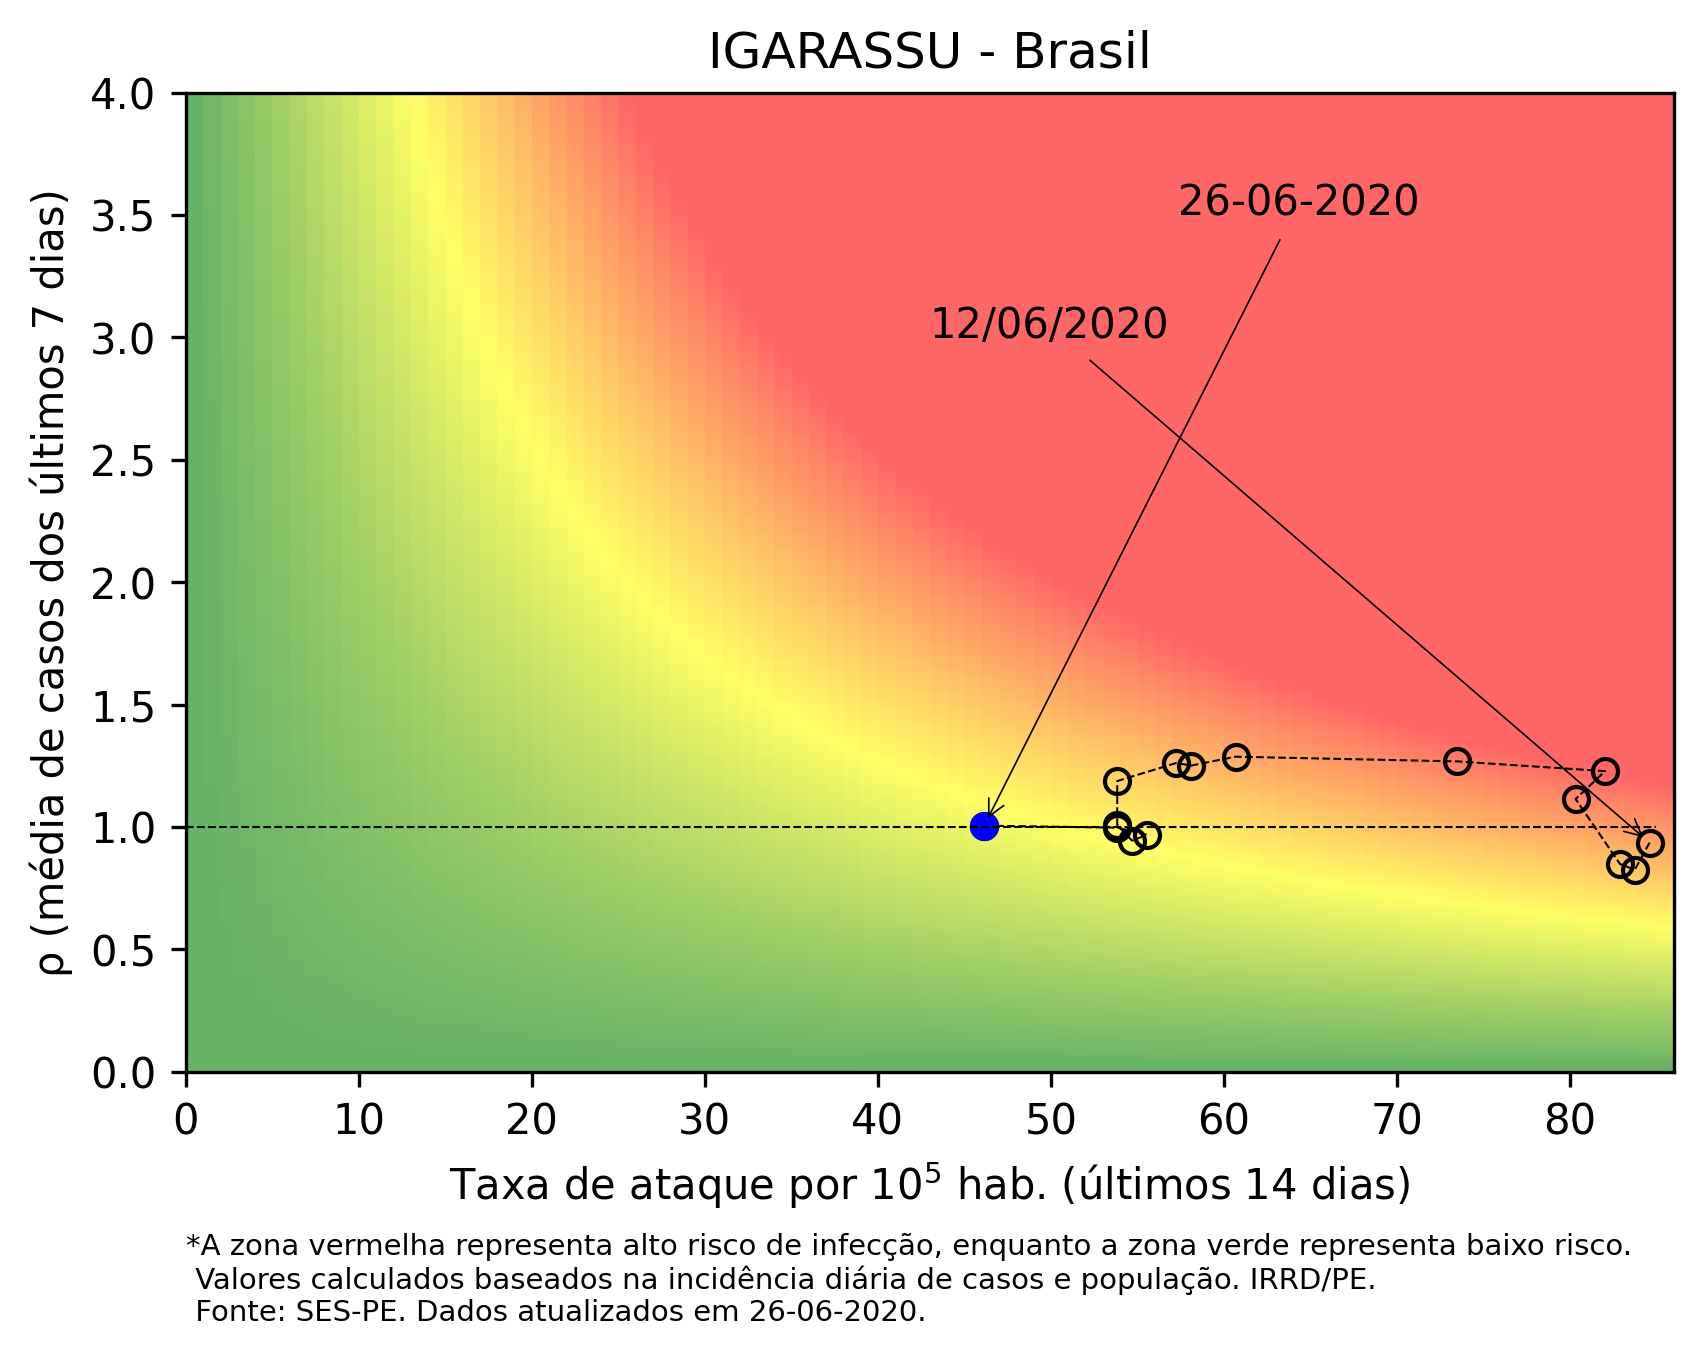 IGARASSU - Brasil
4.0
3.5
3.0
2.5
2.0
1.5
1.0
0.5
0.0
ρ (média de casos dos últimos 7 dias)
26-06-2020
12/06/2020
0 10 20 30 40 50 60 70 80
Taxa de ataque por 10⁵ hab. (últimos 14 dias)
*A zona vermelha representa alto risco de infecção, enquanto a zona verde representa baixo risco.
Valores calculados baseados na incidência diária de casos e população. IRRD/PE.
Fonte: SES-PE. Dados atualizados em 26-06-2020.